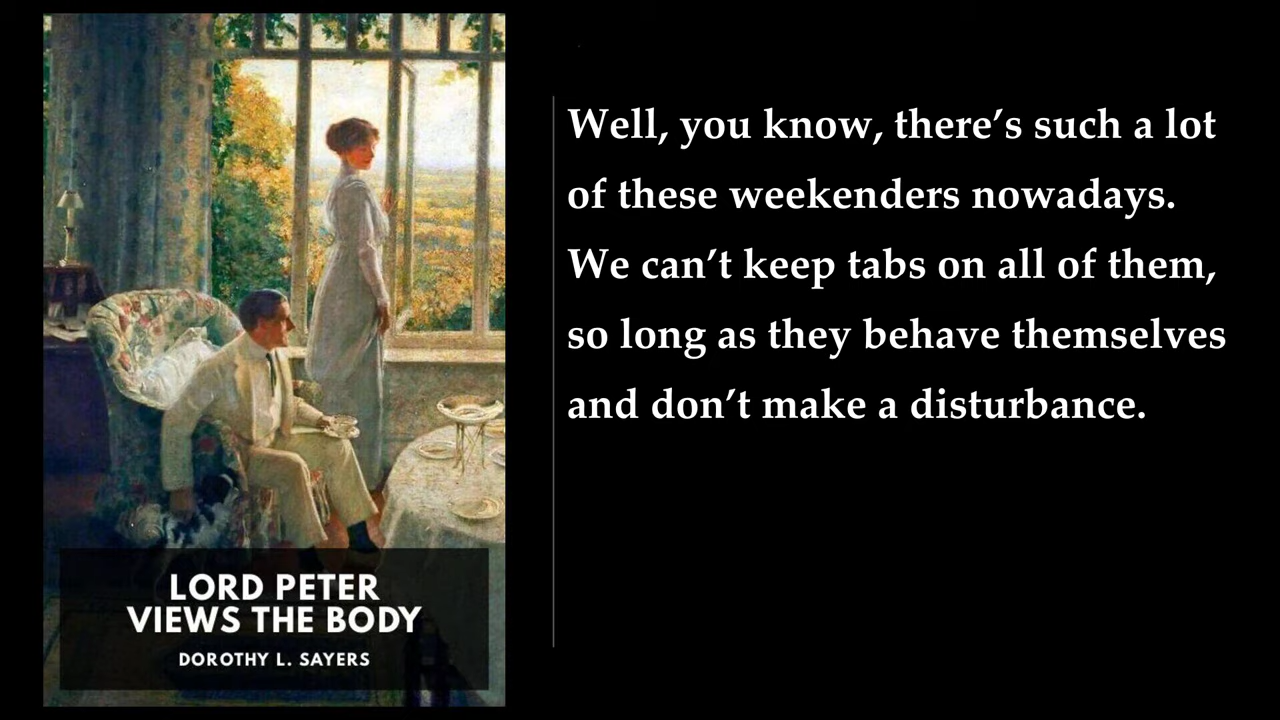 Well, you know, there’s such a lot
of these weekenders nowadays.
We can’t keep tabs on all of them,
so long as they behave themselves
and don’t make a disturbance.
LORD PETER
VIEWS THE BODY
DOROTHY L. SAYERS